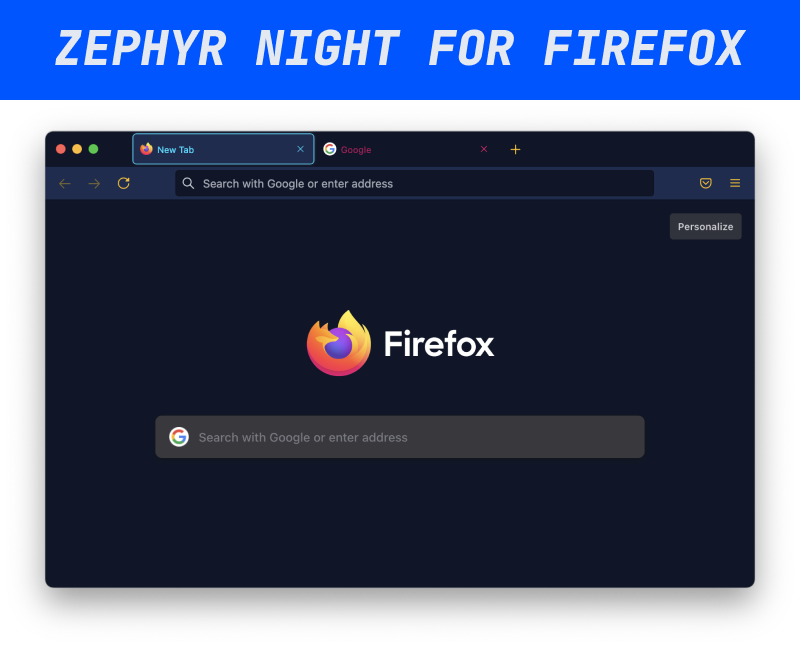 ZEPHYR NIGHT FOR FIREFOX
New Tab
Google
Search with Google or enter address
Personalize
Firefox
Search with Google or enter address